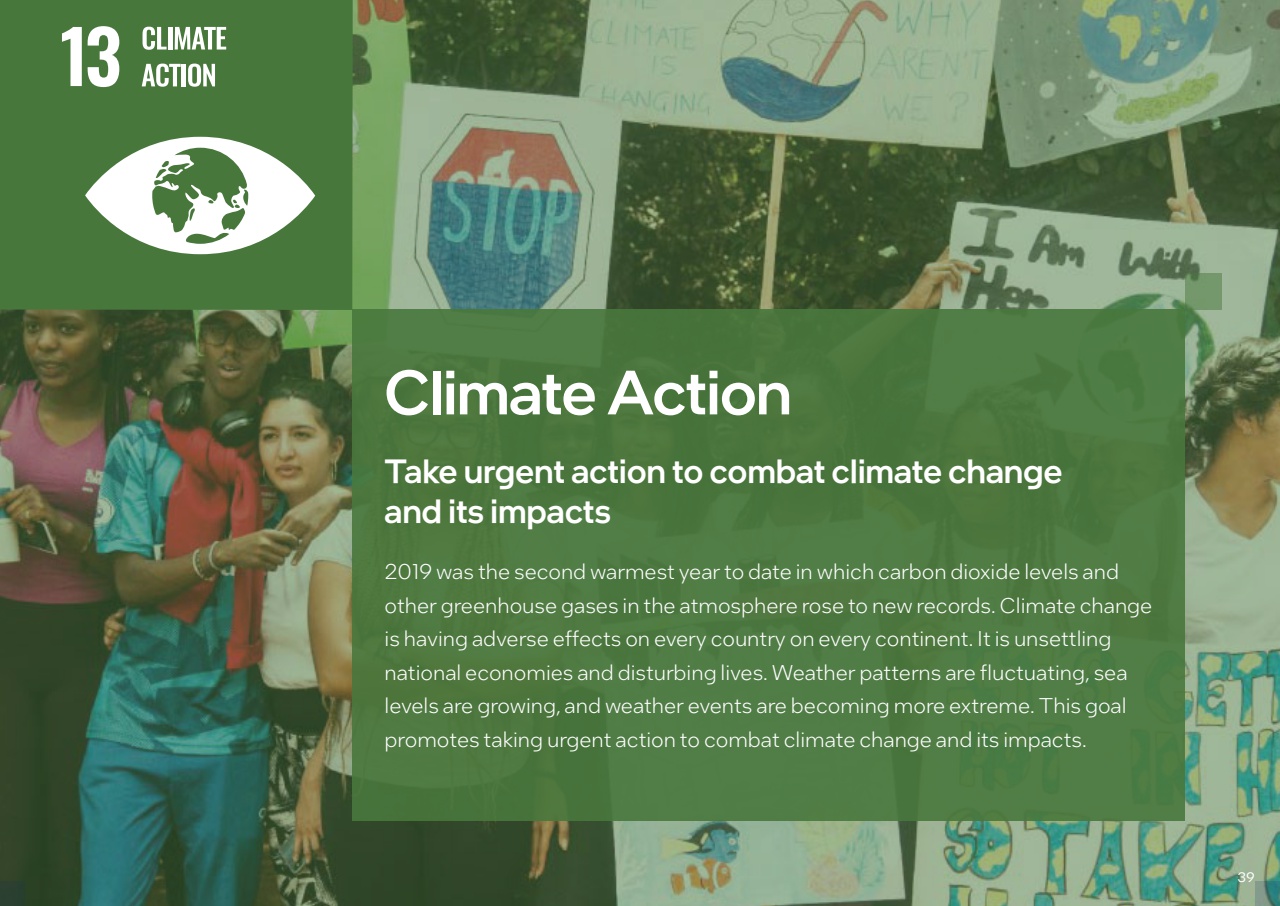 13 CLIMATE
ACTION
THE
CLIMATE
IS
CHANGING
WHY
AREN'T
WE ?
STOP
I Am With
Her
Climate Action
Take urgent action to combat climate change
and its impacts
2019 was the second warmest year to date in which carbon dioxide levels and
other greenhouse gases in the atmosphere rose to new records. Climate change
is having adverse effects on every country on every continent. It is unsettling
national economies and disturbing lives. Weather patterns are fluctuating, sea
levels are growing, and weather events are becoming more extreme. This goal
promotes taking urgent action to combat climate change and its impacts.
HOT IN H
SO TAKE
39